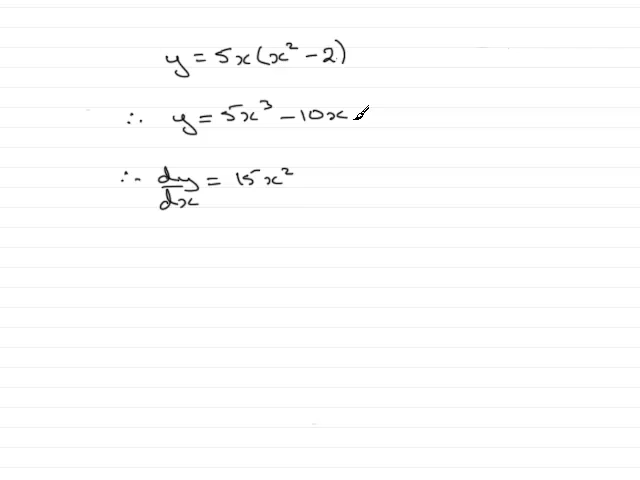 y = 5x(x² - 2)
∴ y = 5x³ - 10x
∴ dy/dx = 15x²